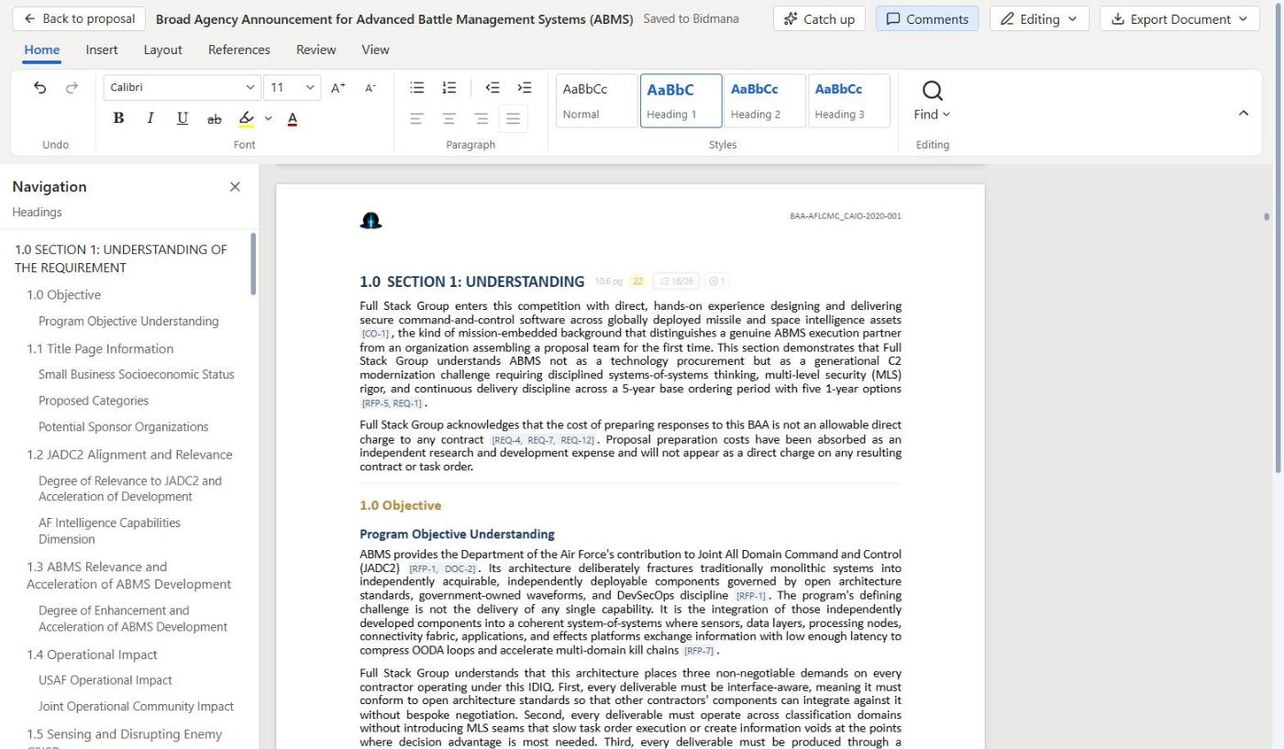 Back to proposal
Broad Agency Announcement for Advanced Battle Management Systems (ABMS)
Saved to Bidmana
Catch up
Comments
Editing
Export Document
Home
Insert
Layout
References
Review
View
Calibri
11
A+
A-
AaBbCc
AaBbC
AaBbCc
AaBbCc
Normal
Heading 1
Heading 2
Heading 3
B
I
U
ab
A
Find
Undo
Font
Paragraph
Styles
Editing
Navigation
Headings
1.0 SECTION 1: UNDERSTANDING OF
THE REQUIREMENT
1.0 Objective
Program Objective Understanding
1.1 Title Page Information
Small Business Socioeconomic Status
Proposed Categories
Potential Sponsor Organizations
1.2 JADC2 Alignment and Relevance
Degree of Relevance to JADC2 and
Acceleration of Development
AF Intelligence Capabilities
Dimension
1.3 ABMS Relevance and
Acceleration of ABMS Development
Degree of Enhancement and
Acceleration of ABMS Development
1.4 Operational Impact
USAF Operational Impact
Joint Operational Community Impact
1.5 Sensing and Disrupting Enemy
BAA-AFLCMC_CAIO-2020-001
1.0 SECTION 1: UNDERSTANDING 10.6 pg 22 18/26 1
Full Stack Group enters this competition with direct, hands-on experience designing and delivering
secure command-and-control software across globally deployed missile and space intelligence assets
[CO-1], the kind of mission-embedded background that distinguishes a genuine ABMS execution partner
from an organization assembling a proposal team for the first time. This section demonstrates that Full
Stack Group understands ABMS not as a technology procurement but as a generational C2
modernization challenge requiring disciplined systems-of-systems thinking, multi-level security (MLS)
rigor, and continuous delivery discipline across a 5-year base ordering period with five 1-year options
[RFP-5, REQ-1].
Full Stack Group acknowledges that the cost of preparing responses to this BAA is not an allowable direct
charge to any contract [REQ-4, REQ-7, REQ-12]. Proposal preparation costs have been absorbed as an
independent research and development expense and will not appear as a direct charge on any resulting
contract or task order.
1.0 Objective
Program Objective Understanding
ABMS provides the Department of the Air Force's contribution to Joint All Domain Command and Control
(JADC2) [RFP-1, DOC-2]. Its architecture deliberately fractures traditionally monolithic systems into
independently acquirable, independently deployable components governed by open architecture
standards, government-owned waveforms, and DevSecOps discipline [RFP-1]. The program's defining
challenge is not the delivery of any single capability. It is the integration of those independently
developed components into a coherent system-of-systems where sensors, data layers, processing nodes,
connectivity fabric, applications, and effects platforms exchange information with low enough latency to
compress OODA loops and accelerate multi-domain kill chains [RFP-7].
Full Stack Group understands that this architecture places three non-negotiable demands on every
contractor operating under this IDIQ. First, every deliverable must be interface-aware, meaning it must
conform to open architecture standards so that other contractors' components can integrate against it
without bespoke negotiation. Second, every deliverable must operate across classification domains
without introducing MLS seams that slow task order execution or create information voids at the points
where decision advantage is most needed. Third, every deliverable must be produced through a